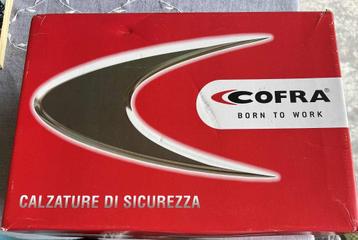 COFRA®
BORN TO WORK
CALZATURE DI SICUREZZA